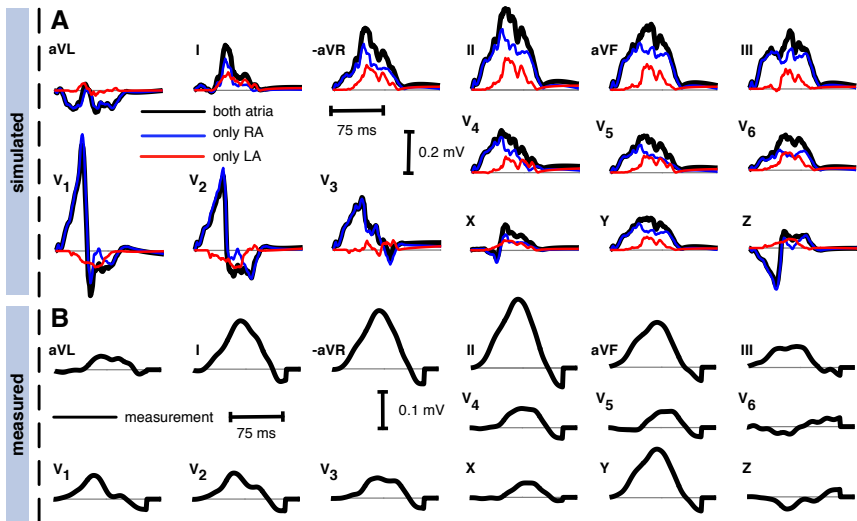 simulated
A
aVL
I
-aVR
II
aVF
III
both atria
only RA
only LA
75 ms
0.2 mV
V4
V5
V6
V1
V2
V3
X
Y
Z
measured
B
aVL
I
-aVR
II
aVF
III
measurement
75 ms
0.1 mV
V4
V5
V6
V1
V2
V3
X
Y
Z